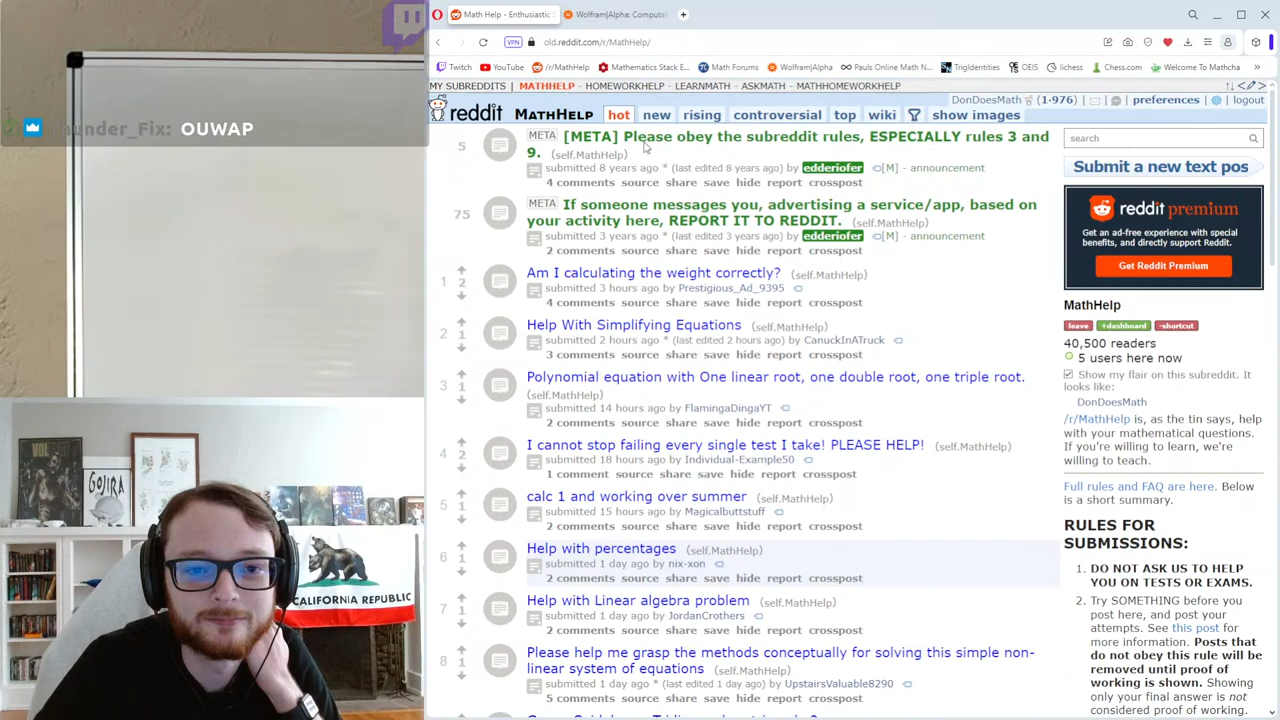 Thunder_Fix: OUWAP
VOLBEAT
GOJIRA
CALIFORNIA REPUBLIC
Math Help - Enthusiastic S
Wolfram|Alpha: Computat
VPN
old.reddit.com/r/MathHelp/
Twitch YouTube /r/MathHelp Mathematics Stack E... Math Forums Wolfram|Alpha Pauls Online Math N... TrigIdentities OEIS lichess Chess.com Welcome To Mathcha
MY SUBREDDITS MATHHELP - HOMEWORKHELP - LEARNMATH - ASKMATH - MATHHOMEWORKHELP
DonDoesMath (1·976) | preferences | logout
reddit MATHHELP hot new rising controversial top wiki show images
5
META [META] Please obey the subreddit rules, ESPECIALLY rules 3 and
9. (self.MathHelp)
submitted 8 years ago * (last edited 8 years ago) by edderiofer [M] - announcement
4 comments source share save hide report crosspost
75
META If someone messages you, advertising a service/app, based on
your activity here, REPORT IT TO REDDIT. (self.MathHelp)
submitted 3 years ago * (last edited 3 years ago) by edderiofer [M] - announcement
2 comments source share save hide report crosspost
1 2 Am I calculating the weight correctly? (self.MathHelp)
submitted 3 hours ago by Prestigious_Ad_9395
4 comments source share save hide report crosspost
2 1 Help With Simplifying Equations (self.MathHelp)
submitted 2 hours ago * (last edited 2 hours ago) by CanuckInATruck
3 comments source share save hide report crosspost
3 1 Polynomial equation with One linear root, one double root, one triple root.
(self.MathHelp)
submitted 14 hours ago by FlamingaDingaYT
2 comments source share save hide report crosspost
4 2 I cannot stop failing every single test I take! PLEASE HELP! (self.MathHelp)
submitted 18 hours ago by Individual-Example50
1 comment source share save hide report crosspost
5 1 calc 1 and working over summer (self.MathHelp)
submitted 15 hours ago by Magicalbuttstuff
2 comments source share save hide report crosspost
6 1 Help with percentages (self.MathHelp)
submitted 1 day ago by nix-xon
2 comments source share save hide report crosspost
7 1 Help with Linear algebra problem (self.MathHelp)
submitted 1 day ago by JordanCrothers
2 comments source share save hide report crosspost
8 1 Please help me grasp the methods conceptually for solving this simple non-
linear system of equations (self.MathHelp)
submitted 1 day ago * (last edited 1 day ago) by UpstairsValuable8290
5 comments source share save hide report crosspost
search
Submit a new text pos
reddit premium
Get an ad-free experience with special
benefits, and directly support Reddit.
Get Reddit Premium
MathHelp
leave +dashboard -shortcut
40,500 readers
5 users here now
Show my flair on this subreddit. It
looks like:
DonDoesMath
/r/MathHelp is, as the tin says, help
with your mathematical questions.
If you're willing to learn, we're
willing to teach.
Full rules and FAQ are here. Below
is a short summary.
RULES FOR
SUBMISSIONS:
1. DO NOT ASK US TO HELP
YOU ON TESTS OR EXAMS.
2. Try SOMETHING before you
post here, and post your
attempts. See this post for
more information. Posts that
do not obey this rule will be
removed until proof of
working is shown. Showing
only your final answer is not
considered proof of working.